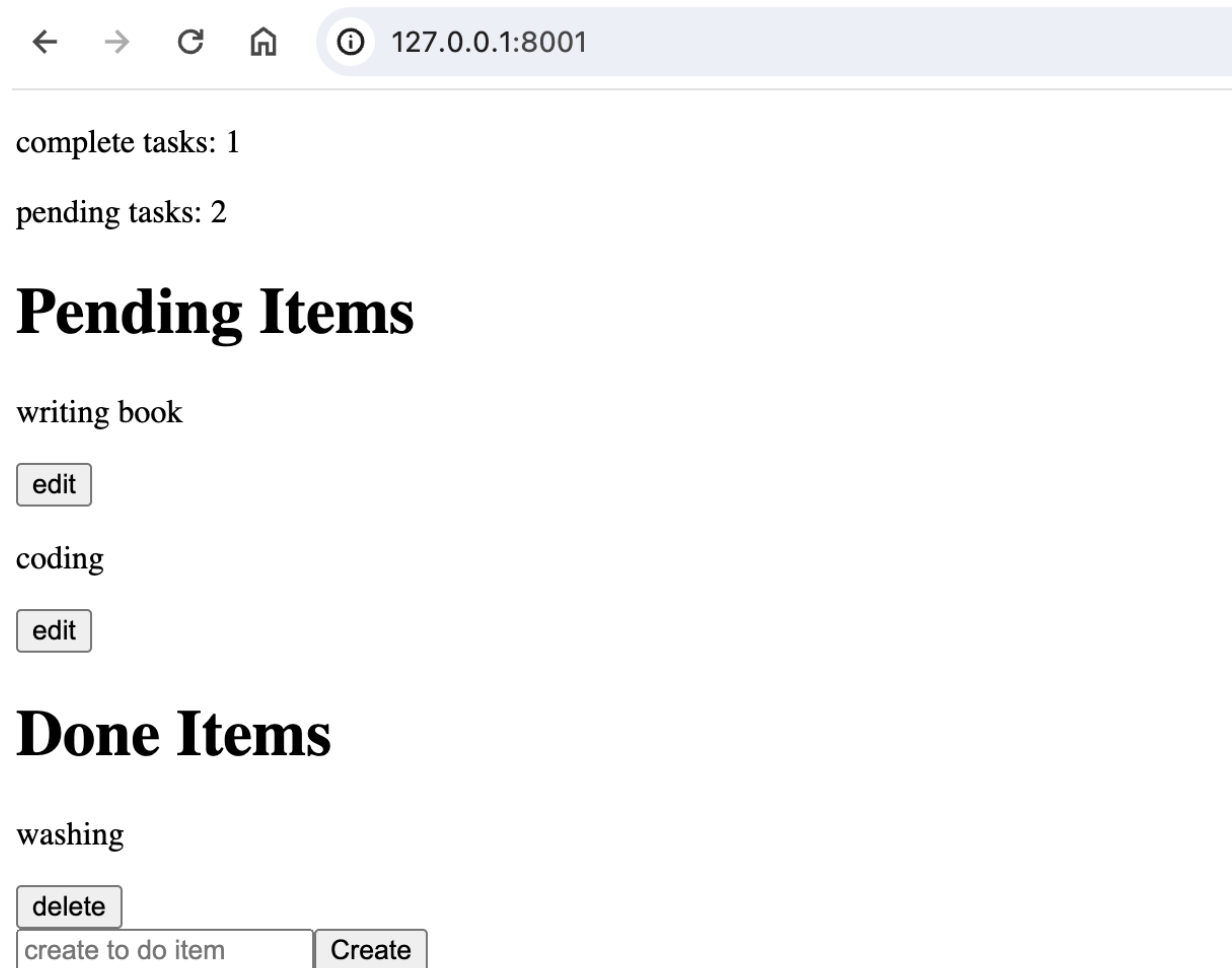 127.0.0.1:8001
complete tasks: 1
pending tasks: 2
Pending Items
writing book
edit
coding
edit
Done Items
washing
delete
create to do item Create